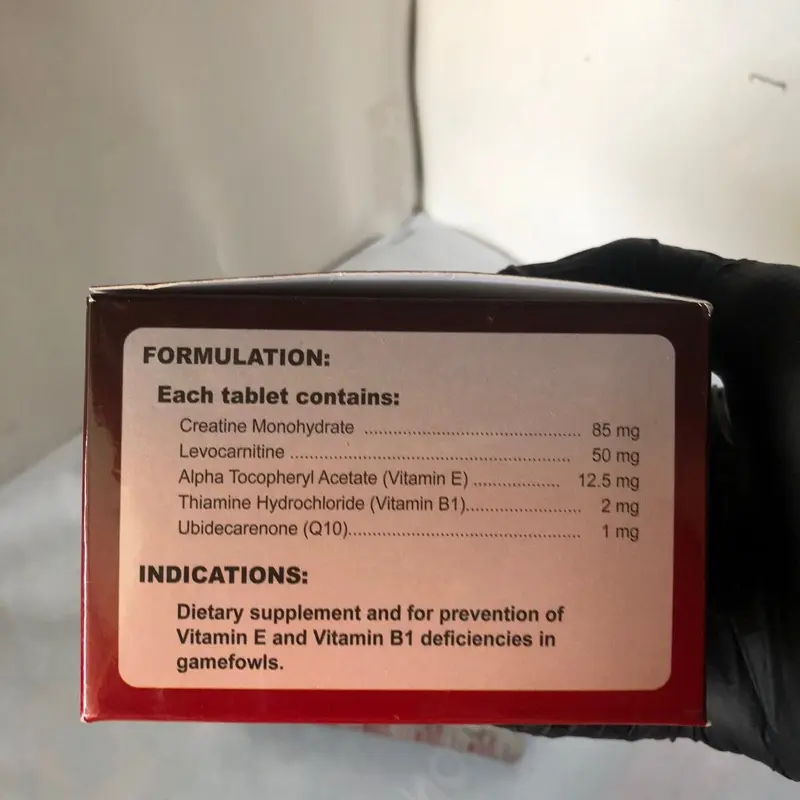 FORMULATION:
Each tablet contains:
Creatine Monohydrate ........................................................ 85 mg
Levocarnitine ........................................................................ 50 mg
Alpha Tocopheryl Acetate (Vitamin E) ...................... 12.5 mg
Thiamine Hydrochloride (Vitamin B1)............................. 2 mg
Ubidecarenone (Q10)............................................................ 1 mg
INDICATIONS:
Dietary supplement and for prevention of
Vitamin E and Vitamin B1 deficiencies in
gamefowls.